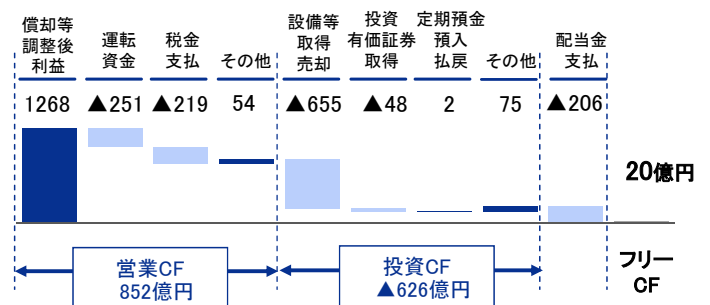 償却等
調整後
利益
運転
資金
税金
支払
その他
設備等
取得
売却
投資
有価証券
取得
定期預金
預入
払戻
その他
配当金
支払
1268
▲251
▲219
54
▲655
▲48
2
75
▲206
20億円
営業CF
852億円
投資CF
▲626億円
フリー
CF